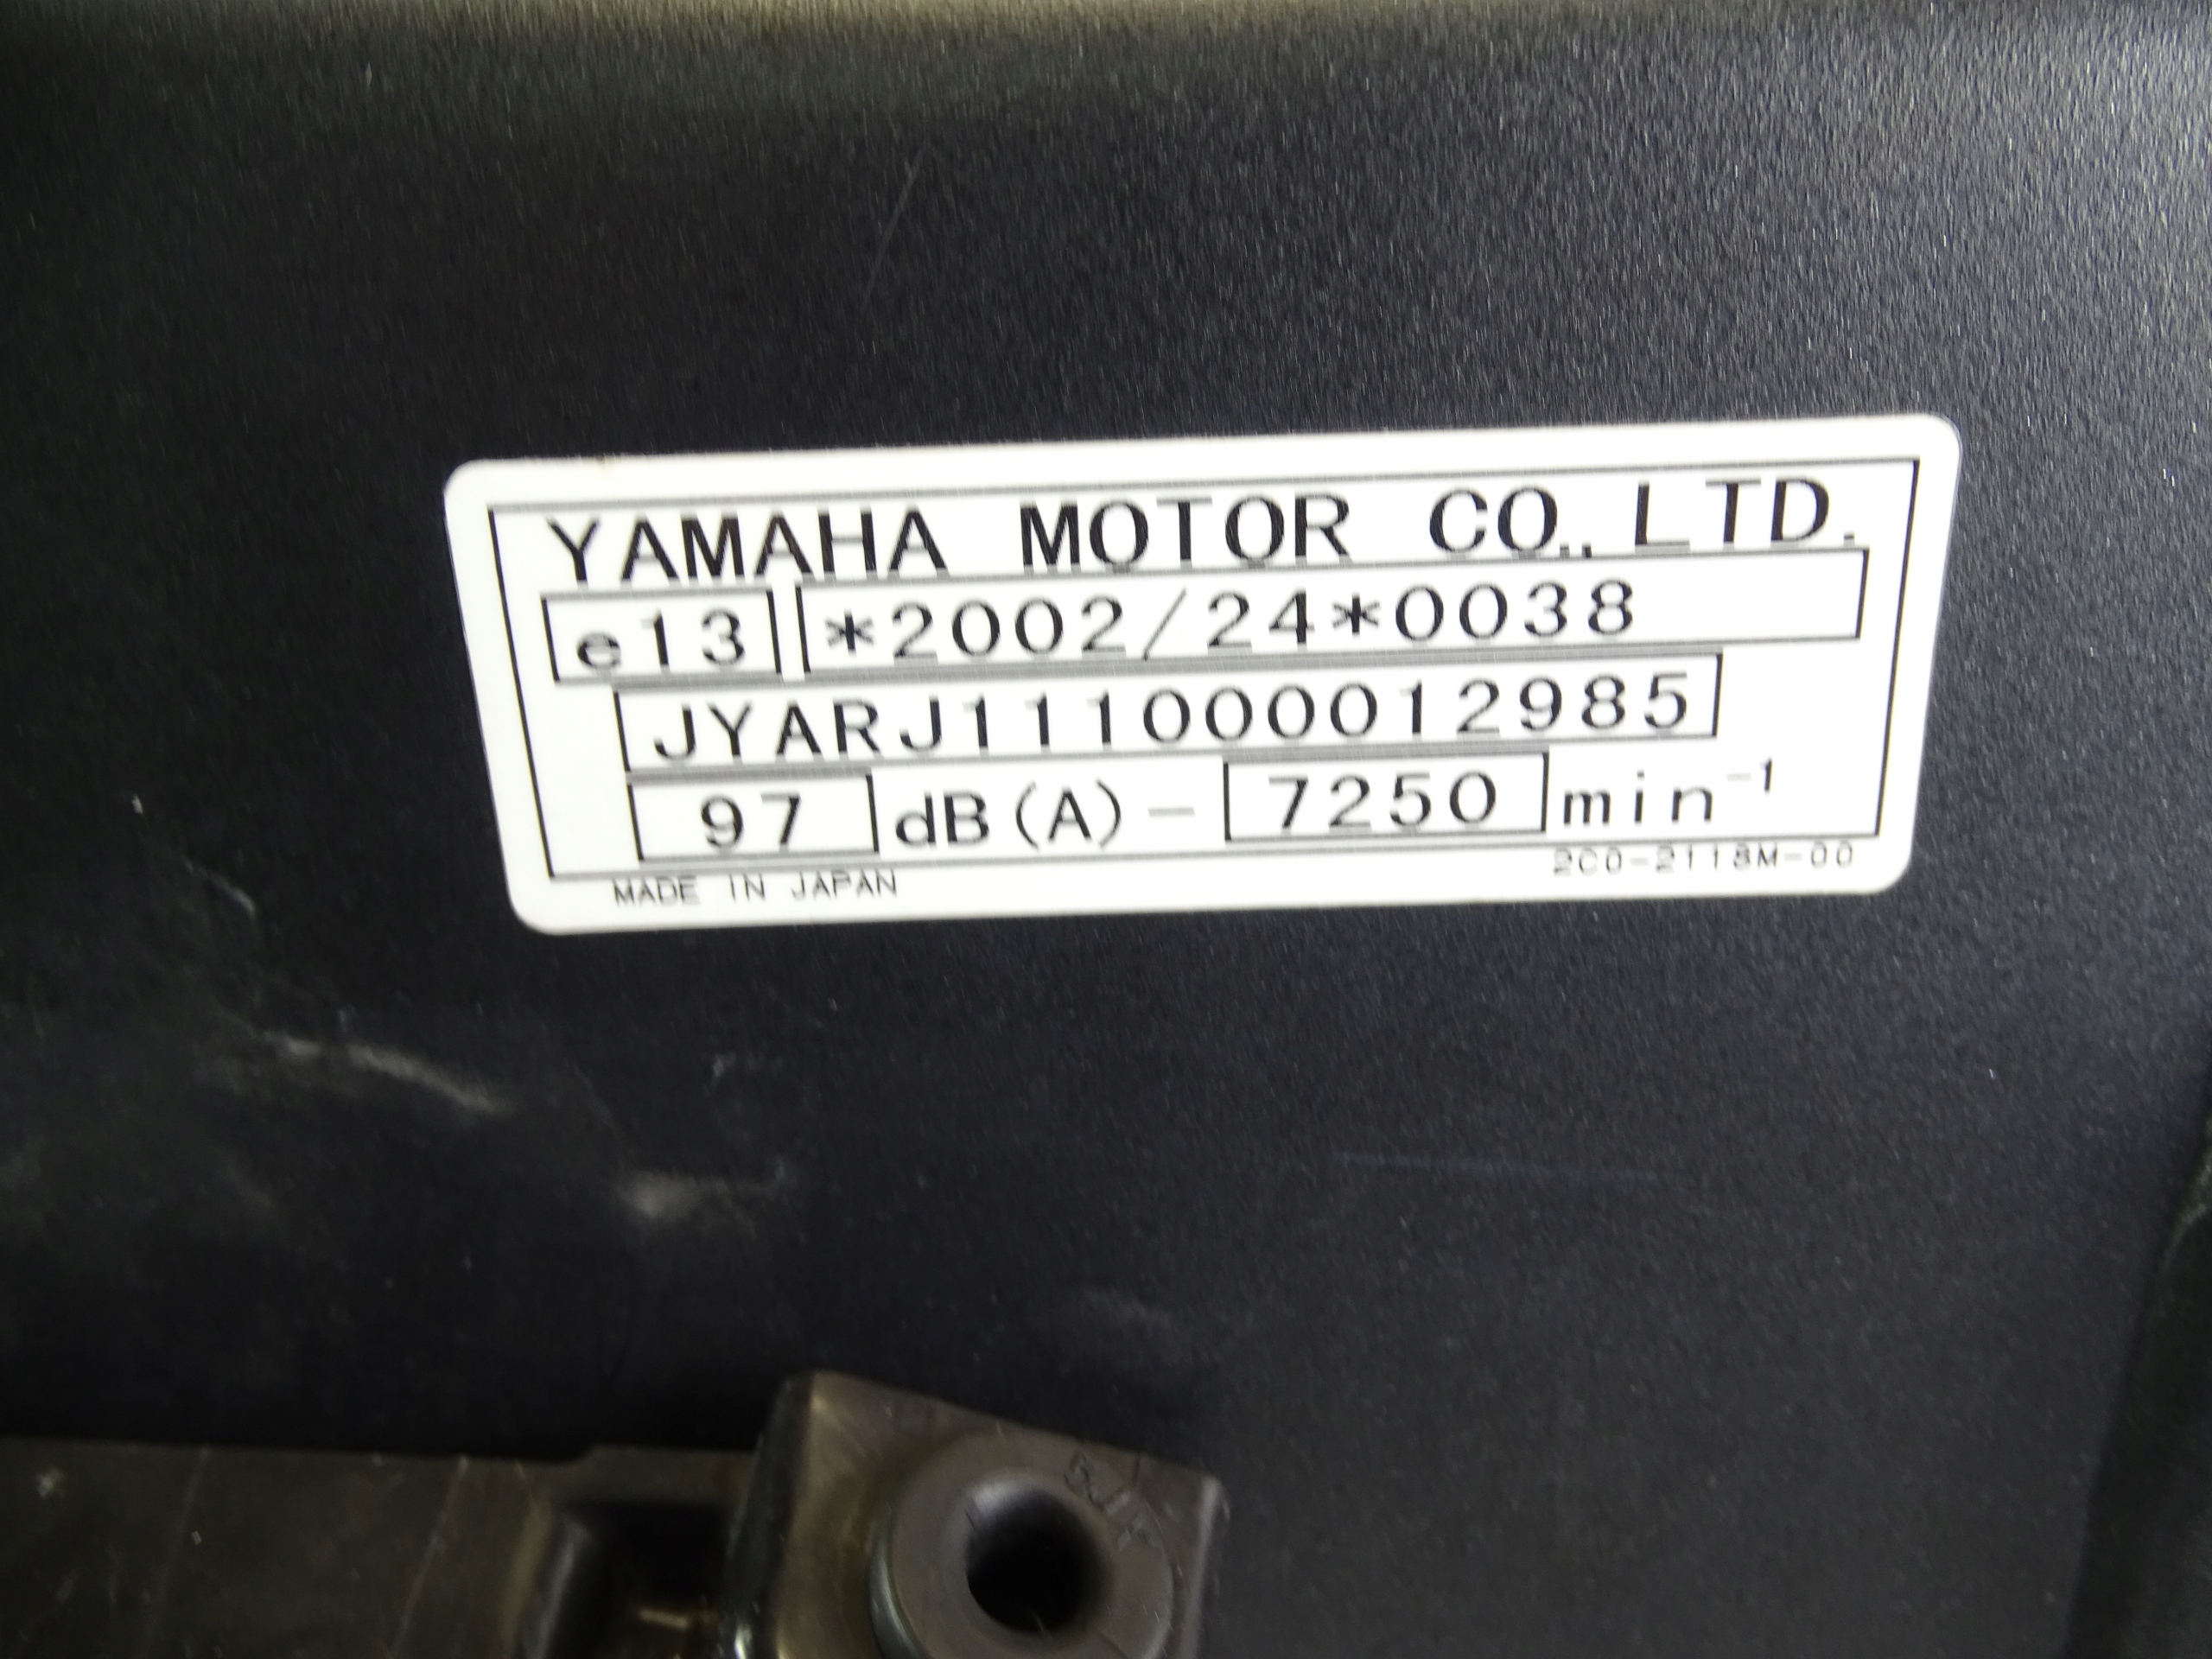 YAMAHA MOTOR CO., LTD.
e13 *2002/24*0038
JYARJ111000012985
97 dB(A) - 7250 min⁻¹
MADE IN JAPAN 2C0-2118M-00